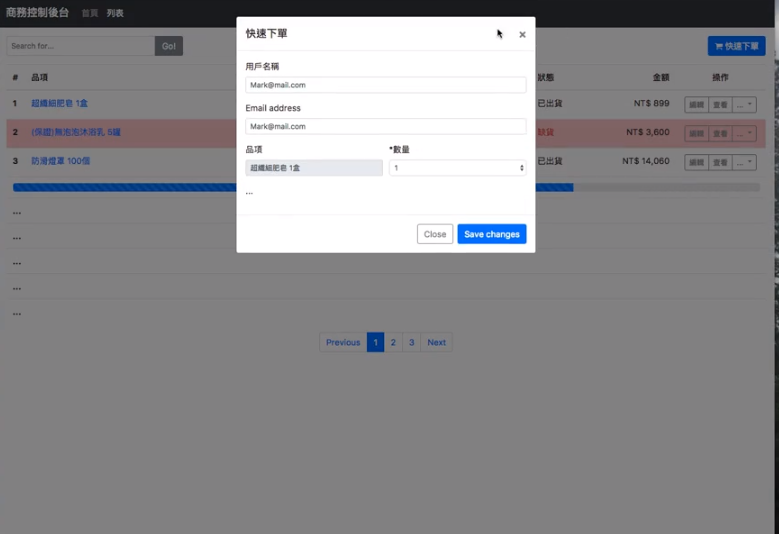 商務控制後台 首頁 列表
Search for... Go!
快速下單
# 品項 狀態 金額 操作
1 超纖細肥皂 1盒 已出貨 NT$ 899 編輯 查看 ...
2 (保證)無泡泡沐浴乳 5罐 缺貨 NT$ 3,600 編輯 查看 ...
3 防滑燈罩 100個 已出貨 NT$ 14,060 編輯 查看 ...
...
...
...
...
...
Previous 1 2 3 Next
快速下單 ×
用戶名稱
Mark@mail.com
Email address
Mark@mail.com
品項 *數量
超纖細肥皂 1盒 1
...
Close Save changes